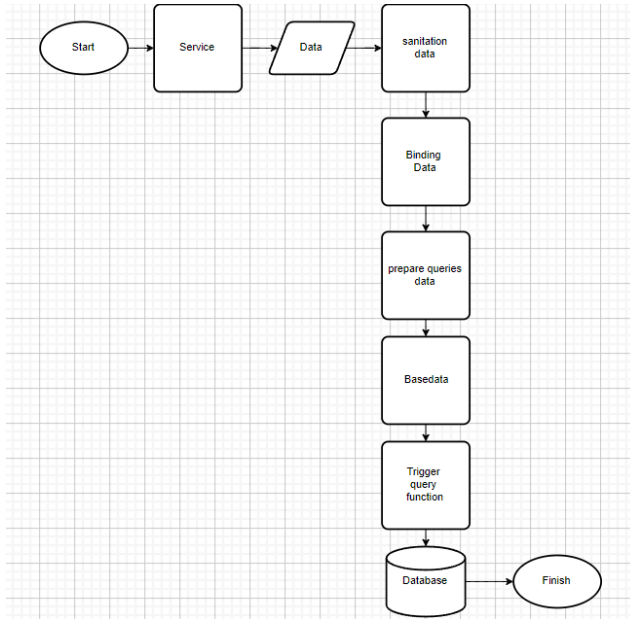 Start
Service
Data
sanitation
data
Binding
Data
prepare queries
data
Basedata
Trigger
query
function
Database
Finish